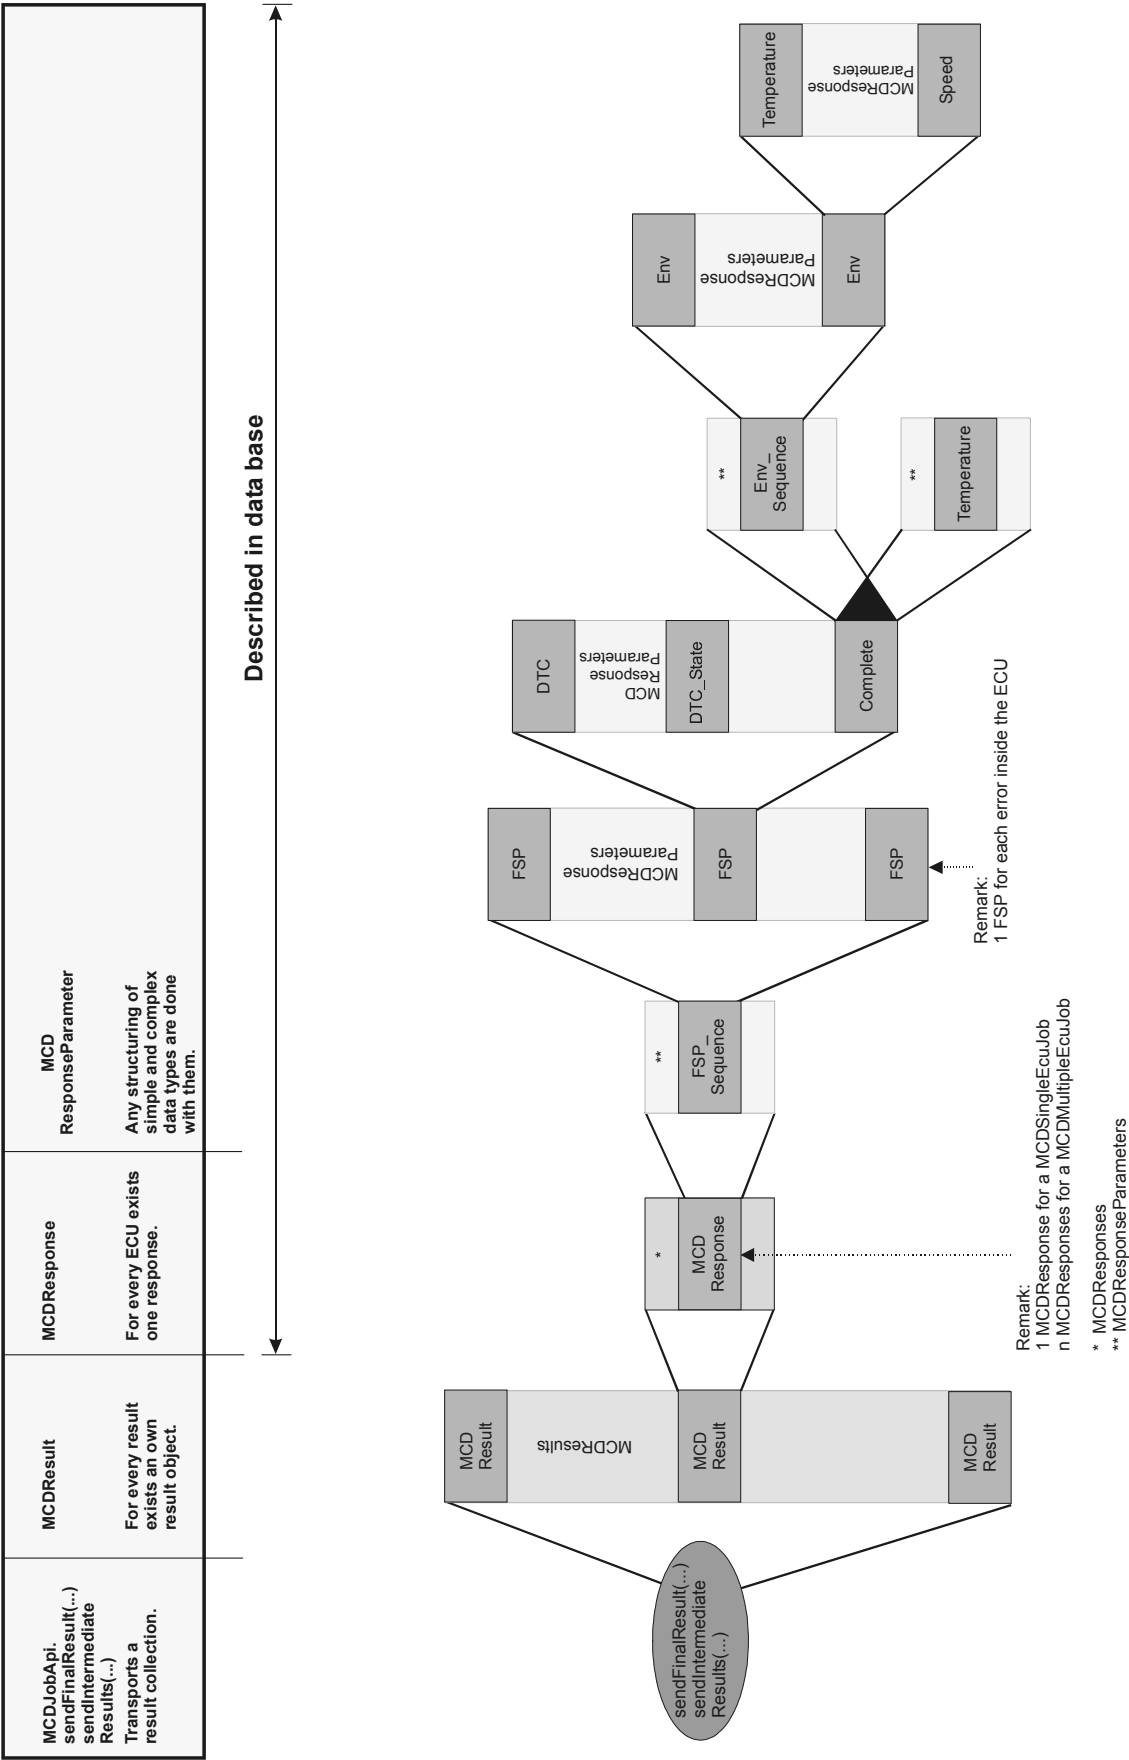 MCDJobApi.
sendFinalResult(...)
sendIntermediate
Results(...)
Transports a
result collection.
MCDResult
For every result
exists an own
result object.
MCDResponse
For every ECU exists
one response.
MCD
ResponseParameter
Any structuring of
simple and complex
data types are done
with them.
Described in data base
sendFinalResult(...)
sendIntermediate
Results(...)
MCD
Result
MCDResults
MCD
Result
MCD
Result
*
MCD
Response
**
FSP_
Sequence
FSP
MCDResponse
Parameters
FSP
FSP
DTC
MCD
Response
Parameters
DTC_State
Complete
**
Env_
Sequence
**
Temperature
Env
MCDResponse
Parameters
Env
Temperature
MCDResponse
Parameters
Speed
Remark:
1 FSP for each error inside the ECU
Remark:
1 MCDResponse for a MCDSingleEcuJob
n MCDResponses for a MCDMultipleEcuJob
* MCDResponses
** MCDResponseParameters